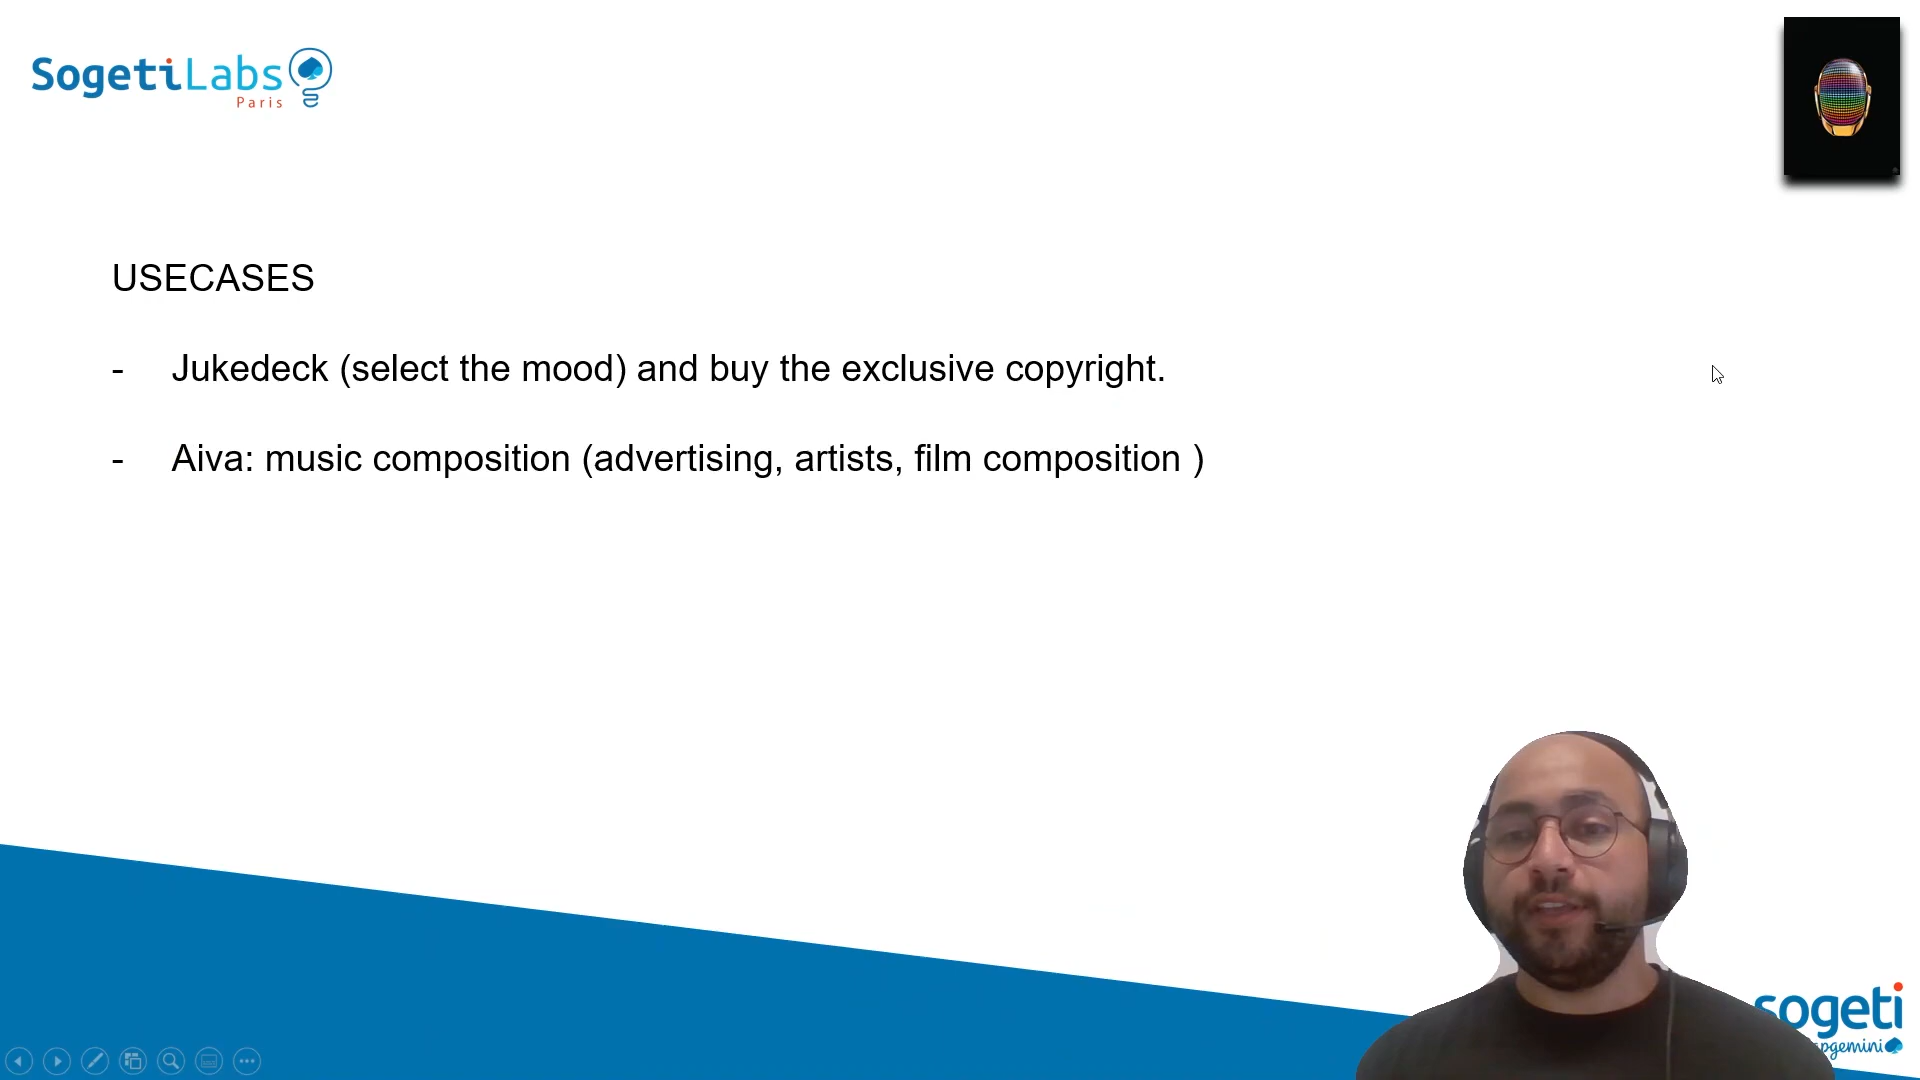 SogetiLabs
Paris
USECASES
- Jukedeck (select the mood) and buy the exclusive copyright.
- Aiva: music composition (advertising, artists, film composition )
sogeti